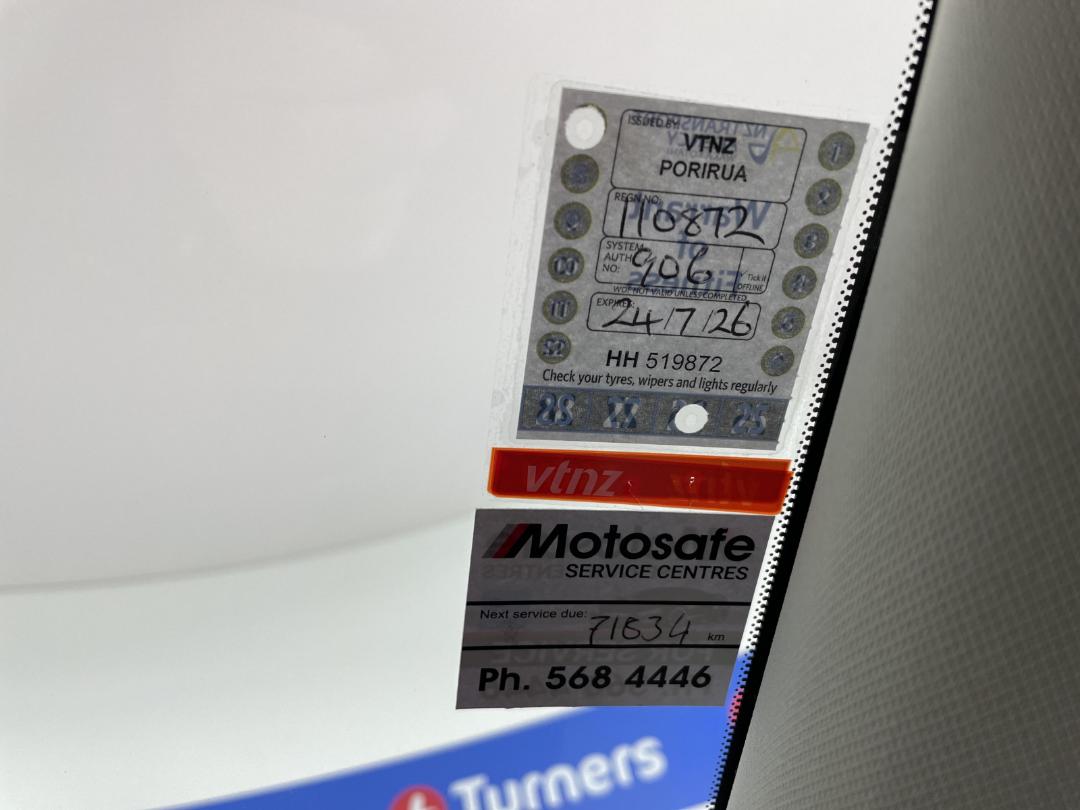 ISSUED BY:
VTNZ
PORIRUA
REGN NO:
SYSTEM
AUTH
NO:
906
Tick if
OFFLINE
WOF NOT VALID UNLESS COMPLETED
EXPIRES:
24/7/26
HH 519872
Check your tyres, wipers and lights regularly
vtnz
Motosafe
SERVICE CENTRES
Next service due:
71834 km
Ph. 568 4446
Turners